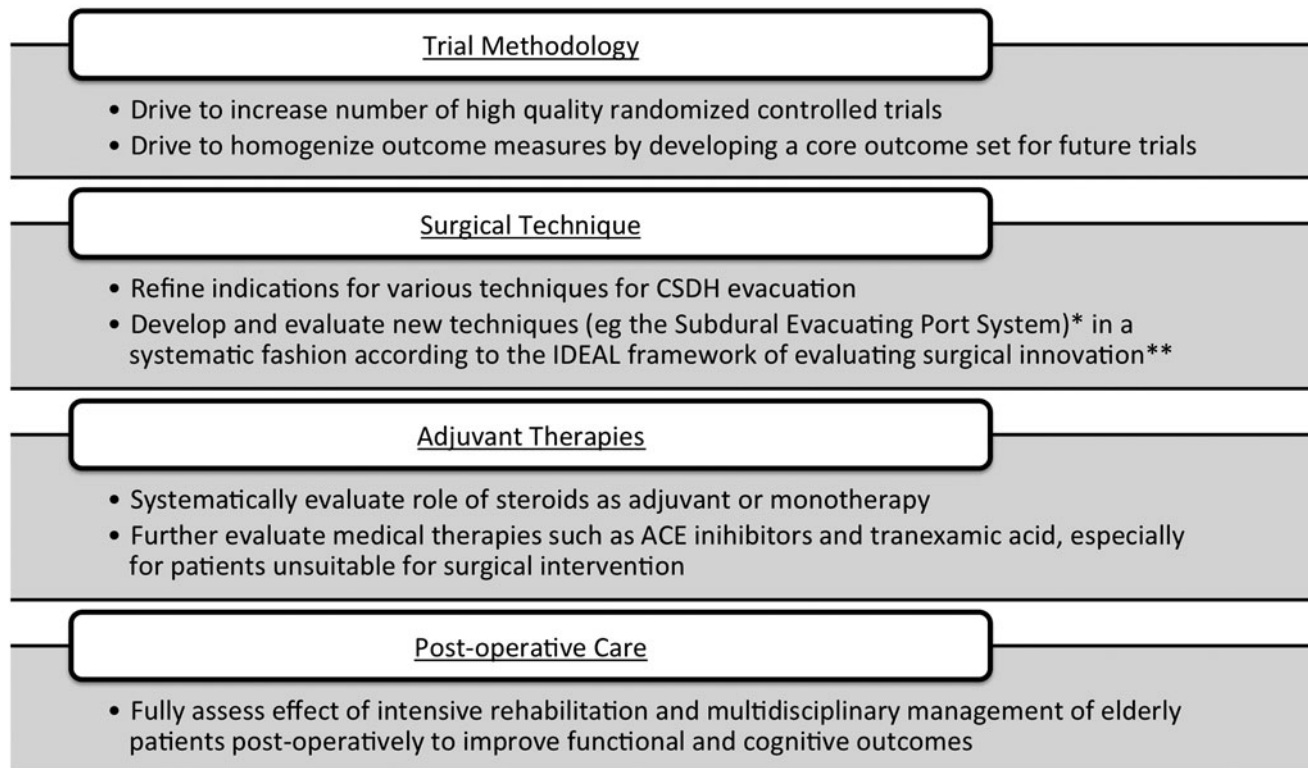 Trial Methodology
• Drive to increase number of high quality randomized controlled trials
• Drive to homogenize outcome measures by developing a core outcome set for future trials
Surgical Technique
• Refine indications for various techniques for CSDH evacuation
• Develop and evaluate new techniques (eg the Subdural Evacuating Port System)* in a
systematic fashion according to the IDEAL framework of evaluating surgical innovation**
Adjuvant Therapies
• Systematically evaluate role of steroids as adjuvant or monotherapy
• Further evaluate medical therapies such as ACE inihibitors and tranexamic acid, especially
for patients unsuitable for surgical intervention
Post-operative Care
• Fully assess effect of intensive rehabilitation and multidisciplinary management of elderly
patients post-operatively to improve functional and cognitive outcomes